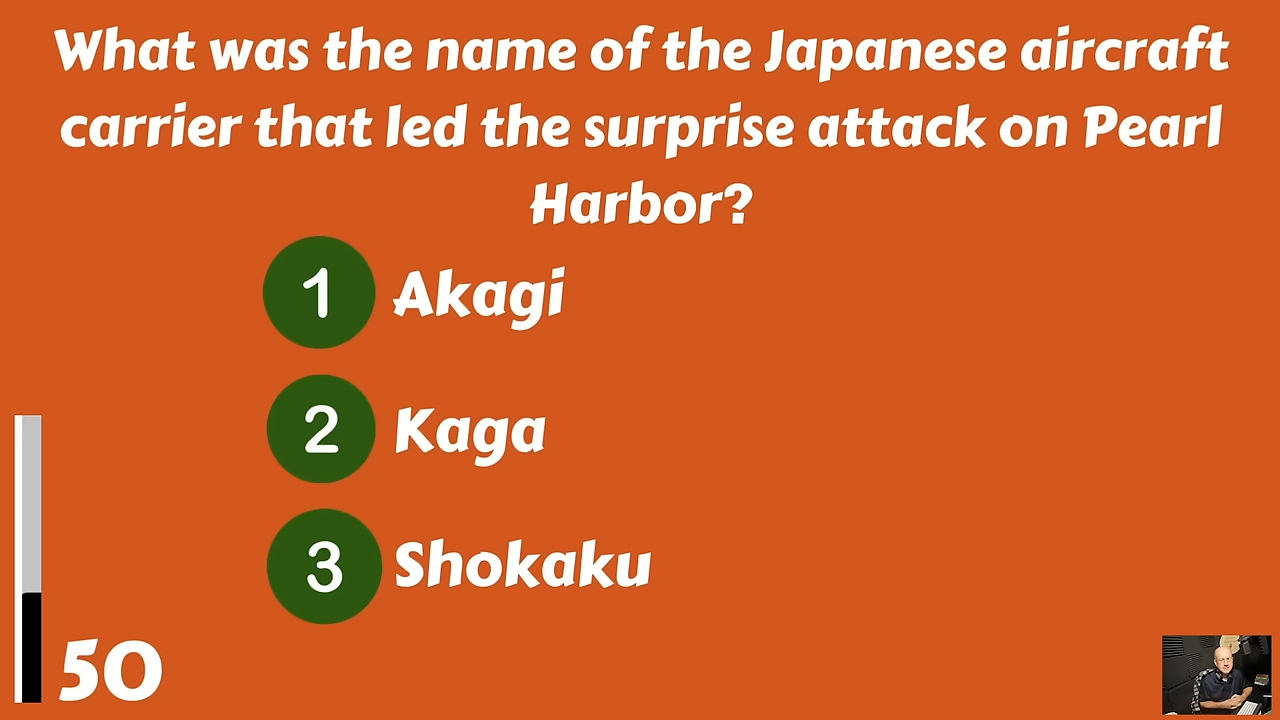 What was the name of the Japanese aircraft
carrier that led the surprise attack on Pearl
Harbor?
1 Akagi
2 Kaga
3 Shokaku
50